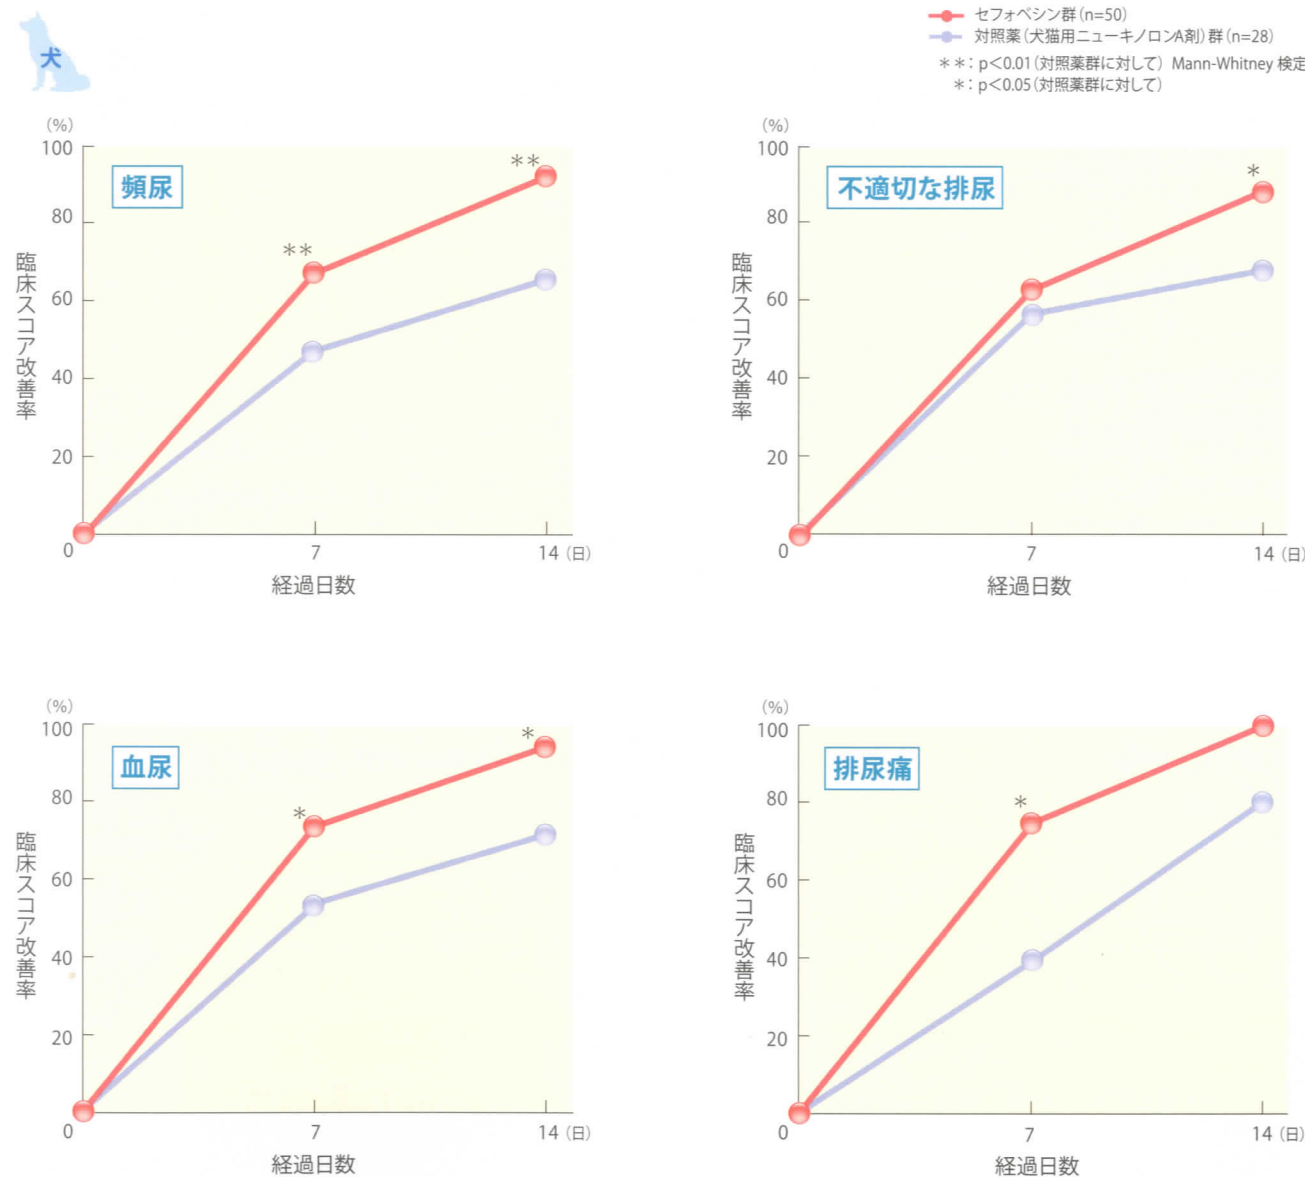 犬
セフォベシン群(n=50)
対照薬(犬猫用ニューキノロンA剤)群(n=28)
**:p<0.01(対照薬群に対して) Mann-Whitney 検定
*:p<0.05(対照薬群に対して)
(%)
100
80
60
40
20
0
7
14(日)
頻尿
**
**
臨床スコア改善率
経過日数
(%)
100
80
60
40
20
0
7
14(日)
不適切な排尿
*
臨床スコア改善率
経過日数
(%)
100
80
60
40
20
0
7
14(日)
血尿
*
*
臨床スコア改善率
経過日数
(%)
100
80
60
40
20
0
7
14(日)
排尿痛
*
臨床スコア改善率
経過日数